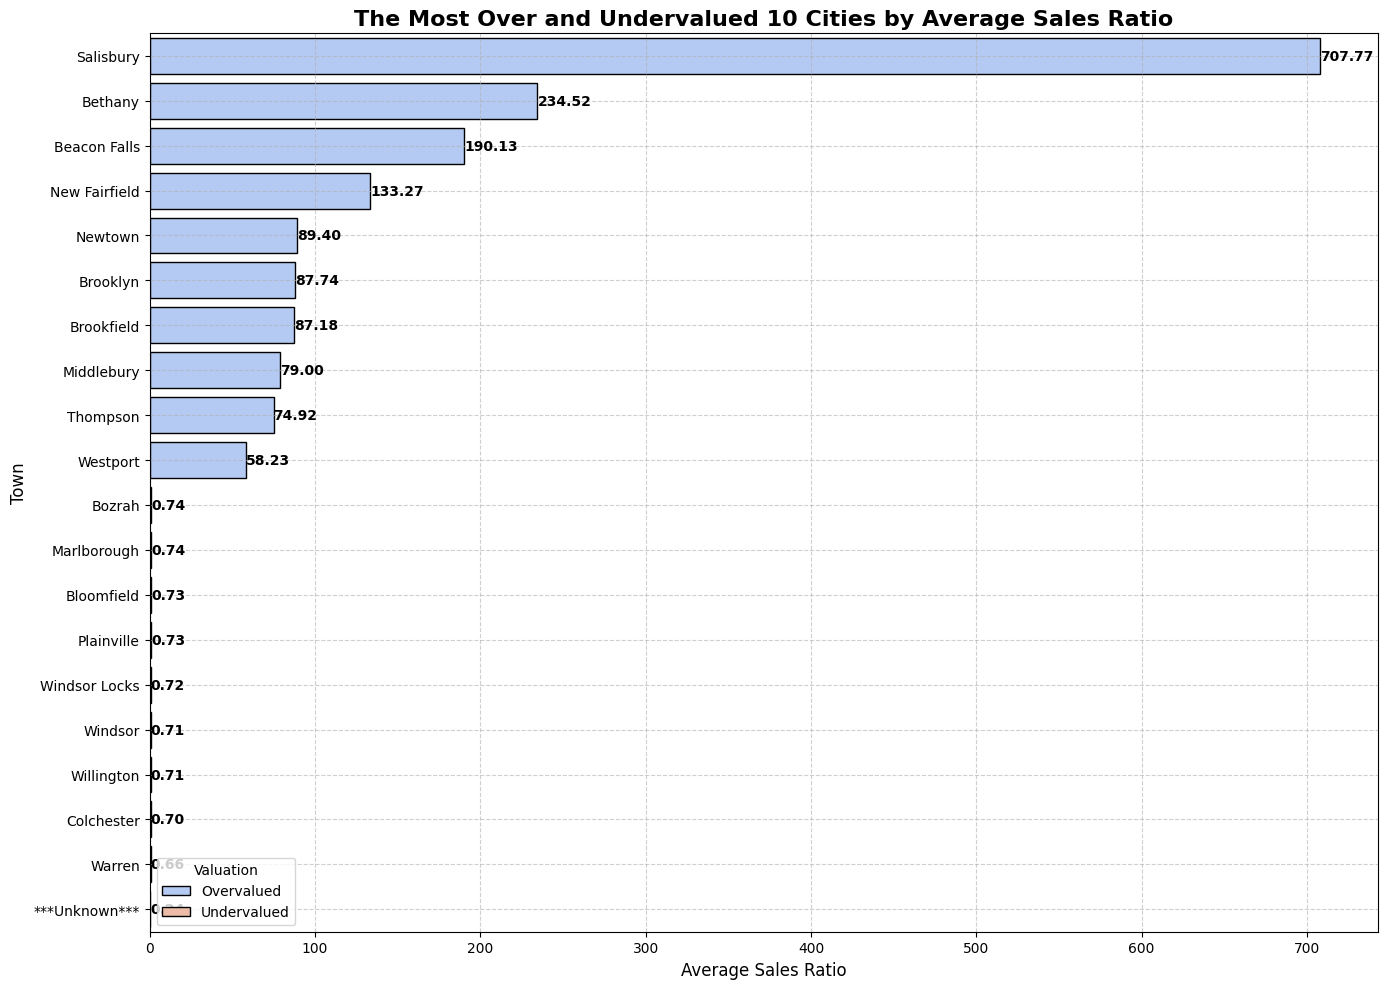 The Most Over and Undervalued 10 Cities by Average Sales Ratio
Salisbury 707.77
Bethany 234.52
Beacon Falls 190.13
New Fairfield 133.27
Newtown 89.40
Brooklyn 87.74
Brookfield 87.18
Middlebury 79.00
Thompson 74.92
Westport 58.23
Bozrah 0.74
Marlborough 0.74
Bloomfield 0.73
Plainville 0.73
Windsor Locks 0.72
Windsor 0.71
Willington 0.71
Colchester 0.70
Warren 0.66
***Unknown***
Town
Valuation
Overvalued
Undervalued
0 100 200 300 400 500 600 700
Average Sales Ratio